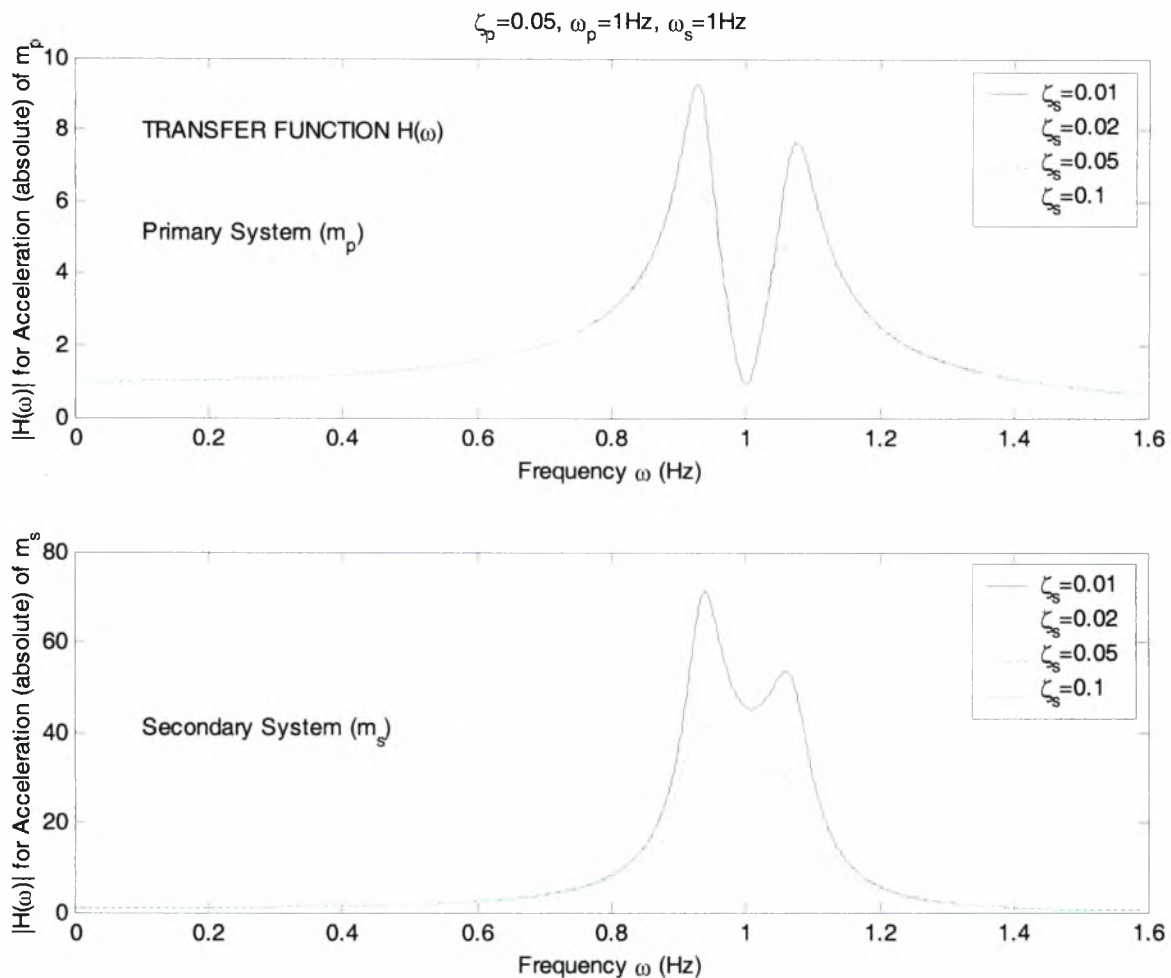 ζp=0.05, ωp=1Hz, ωs=1Hz
|H(ω)| for Acceleration (absolute) of mp
10
8
6
4
2
0
TRANSFER FUNCTION H(ω)
Primary System (mp)
ζs=0.01
ζs=0.02
ζs=0.05
ζs=0.1
0 0.2 0.4 0.6 0.8 1 1.2 1.4 1.6
Frequency ω (Hz)
|H(ω)| for Acceleration (absolute) of ms
80
60
40
20
0
Secondary System (ms)
ζs=0.01
ζs=0.02
ζs=0.05
ζs=0.1
0 0.2 0.4 0.6 0.8 1 1.2 1.4 1.6
Frequency ω (Hz)